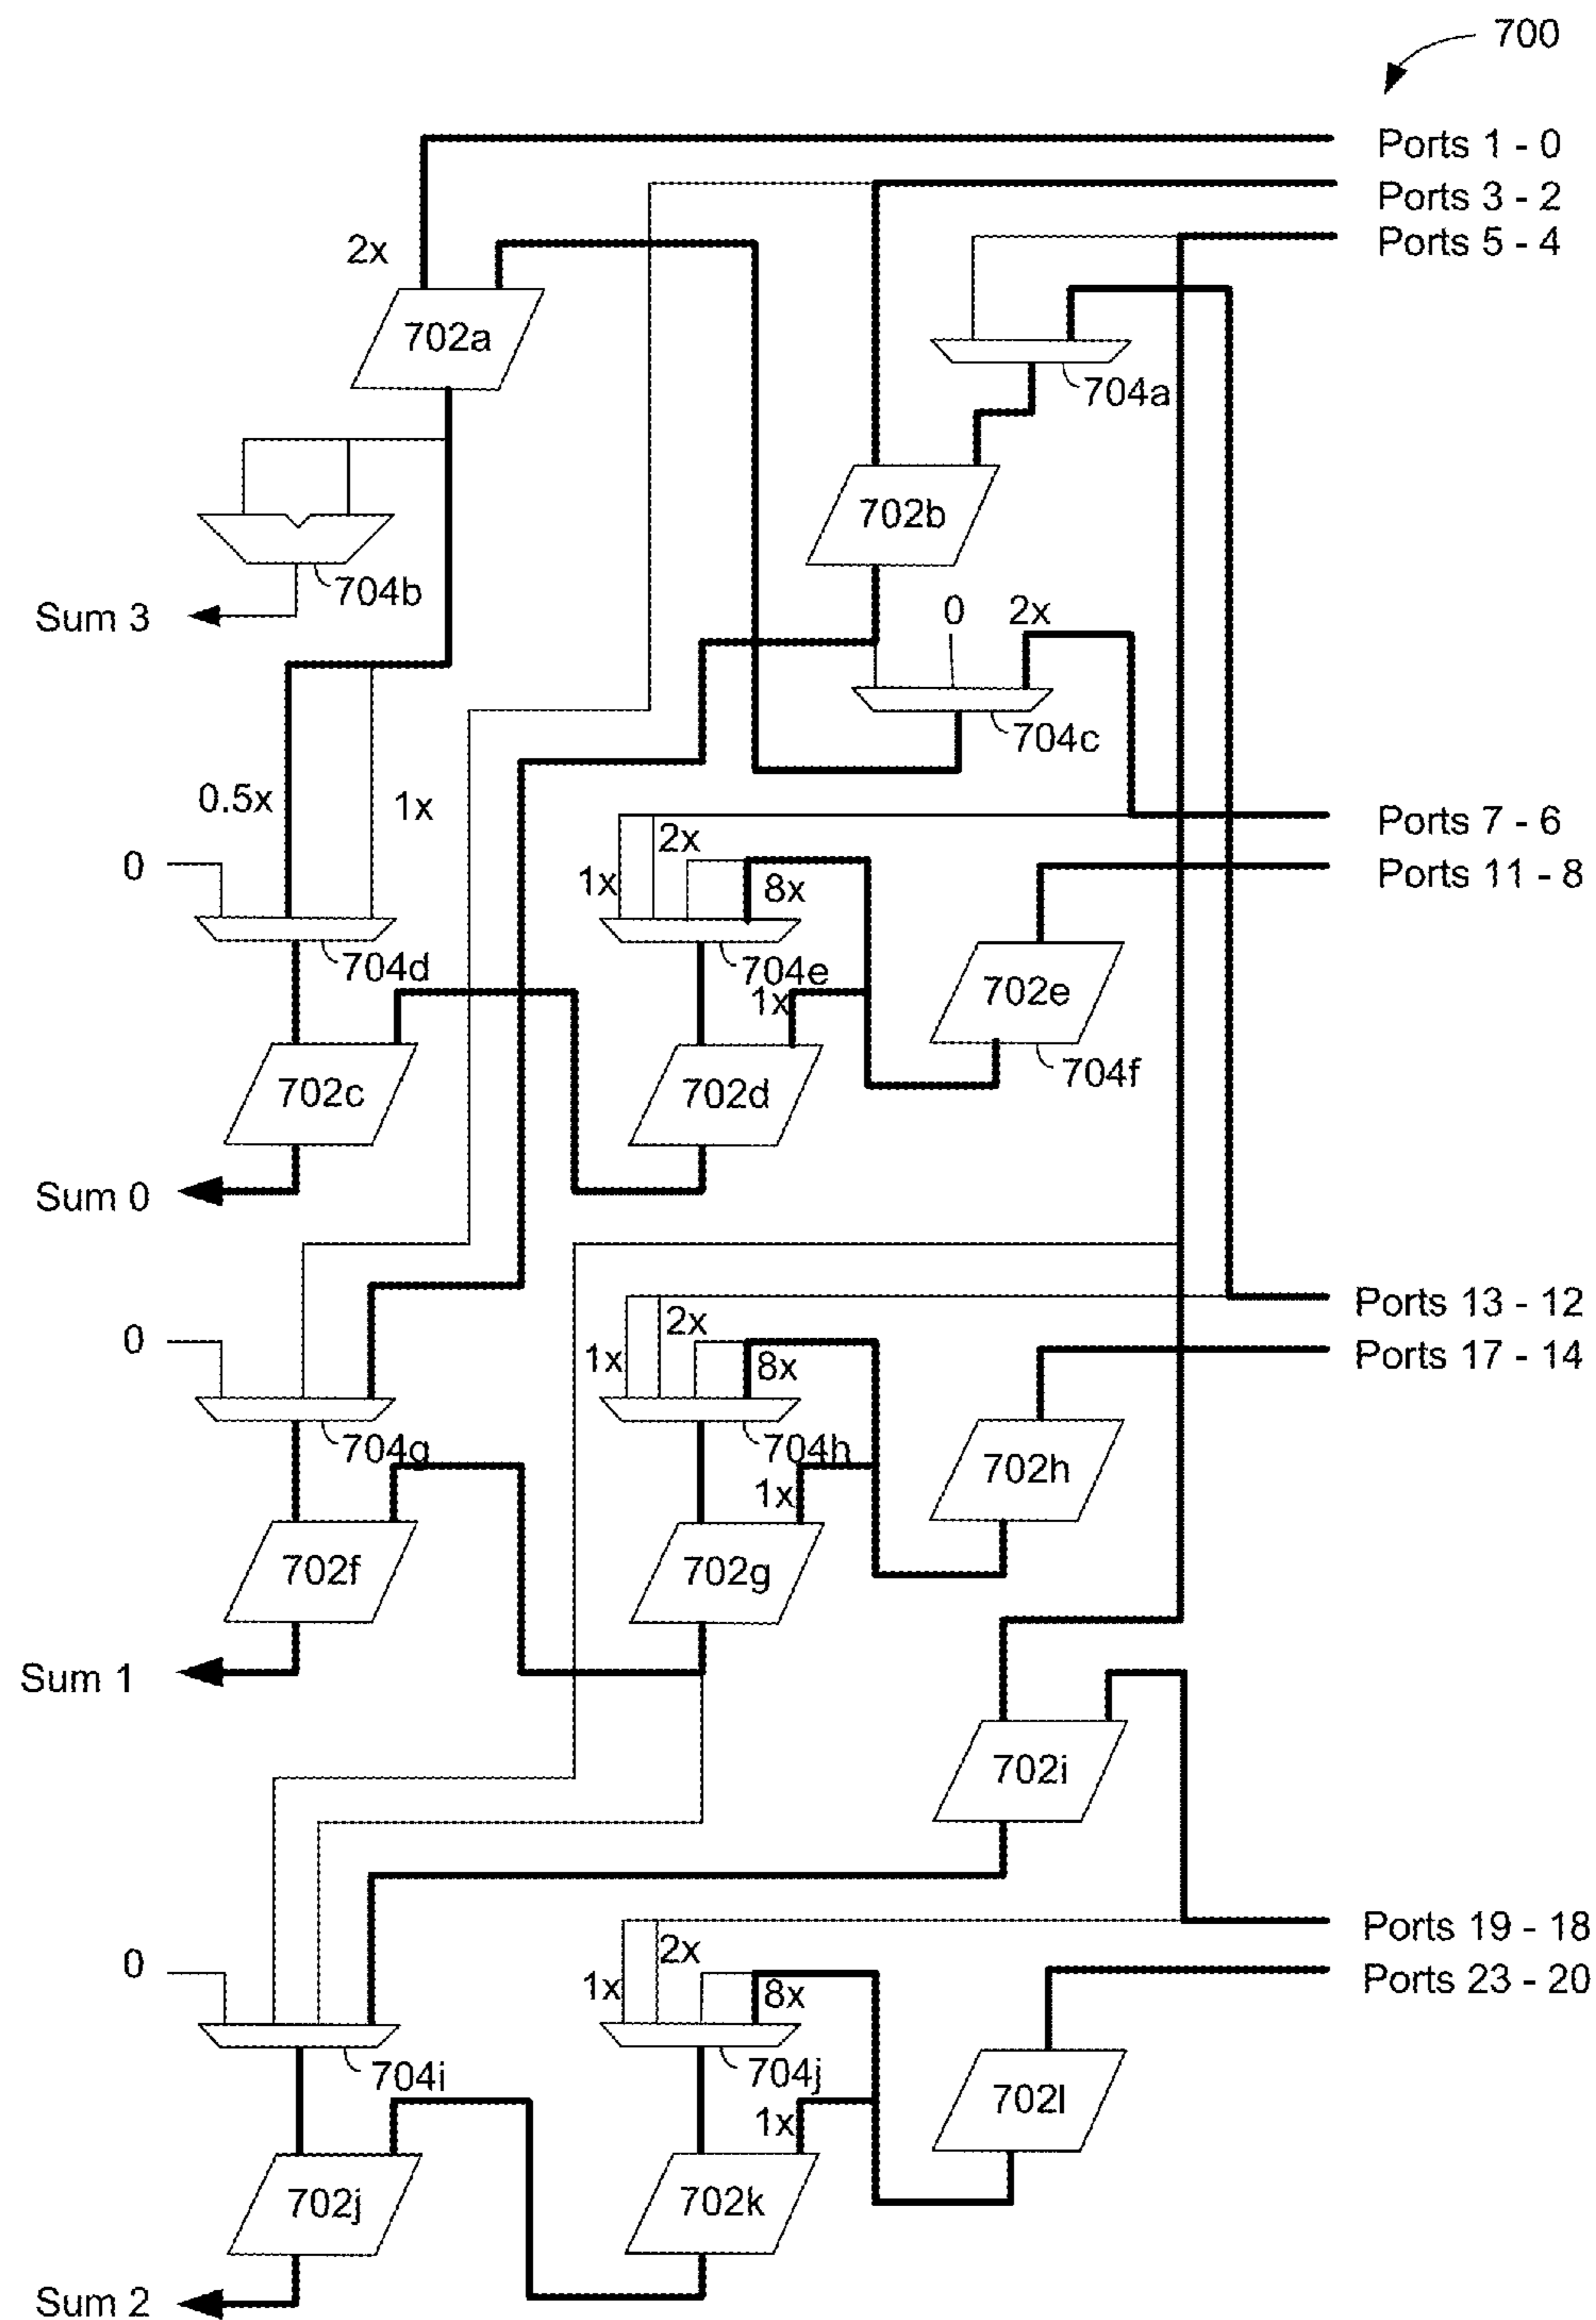 700
Ports 1 - 0
Ports 3 - 2
Ports 5 - 4
2x
702a
704a
702b
704b
Sum 3
0
2x
704c
0.5x
1x
Ports 7 - 6
2x
0
1x
8x
Ports 11 - 8
704d
704e
1x
702e
704f
702c
702d
Sum 0
Ports 13 - 12
2x
0
1x
8x
Ports 17 - 14
704g
704h
702h
1x
702f
702g
Sum 1
702i
Ports 19 - 18
2x
0
1x
8x
Ports 23 - 20
704i
704j
702l
1x
702j
702k
Sum 2